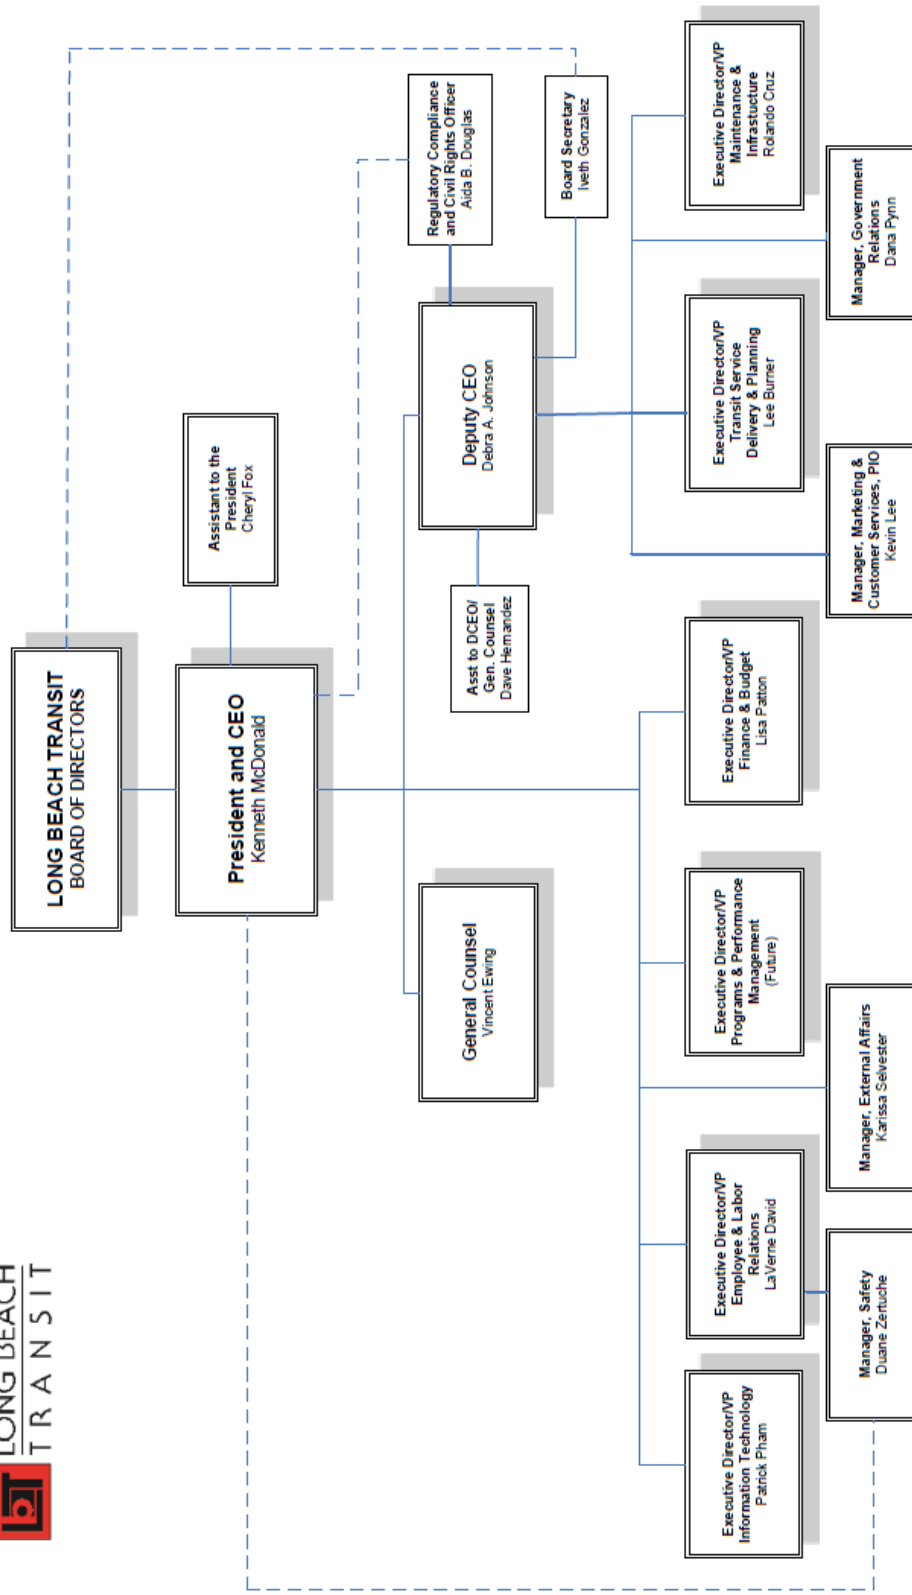 LONG BEACH
TRANSIT
LONG BEACH TRANSIT
BOARD OF DIRECTORS
President and CEO
Kenneth McDonald
Assistant to the
President
Cheryl Fox
General Counsel
Vincent Ewing
Asst to DCEO/
Gen. Counsel
Dave Hernandez
Deputy CEO
Debra A. Johnson
Regulatory Compliance
and Civil Rights Officer
Aida B. Douglas
Board Secretary
Iveth Gonzalez
Executive Director/VP
Information Technology
Patrick Pham
Executive Director/VP
Employee & Labor
Relations
LaVerne David
Executive Director/VP
Programs & Performance
Management
(Future)
Executive Director/VP
Finance & Budget
Lisa Patton
Executive Director/VP
Transit Service
Delivery & Planning
Lee Burner
Executive Director/VP
Maintenance &
Infrastucture
Rolando Cruz
Manager, Safety
Duane Zertuche
Manager, External Affairs
Karissa Selvester
Manager, Marketing &
Customer Services, PIO
Kevin Lee
Manager, Government
Relations
Dana Pynn